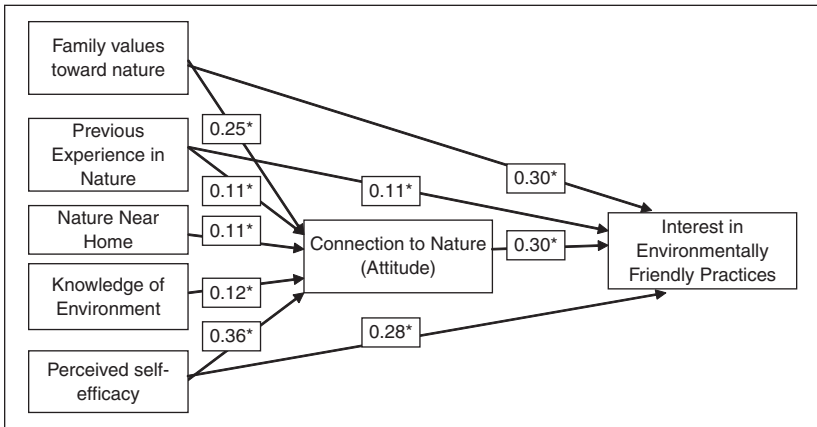 Family values
toward nature
0.25*
Previous
Experience in
Nature
0.11*
0.11*
0.30*
Nature Near
Home
0.11*
Connection to Nature
(Attitude)
0.30*
Interest in
Environmentally
Friendly Practices
Knowledge of
Environment
0.12*
0.36*
0.28*
Perceived self-
efficacy